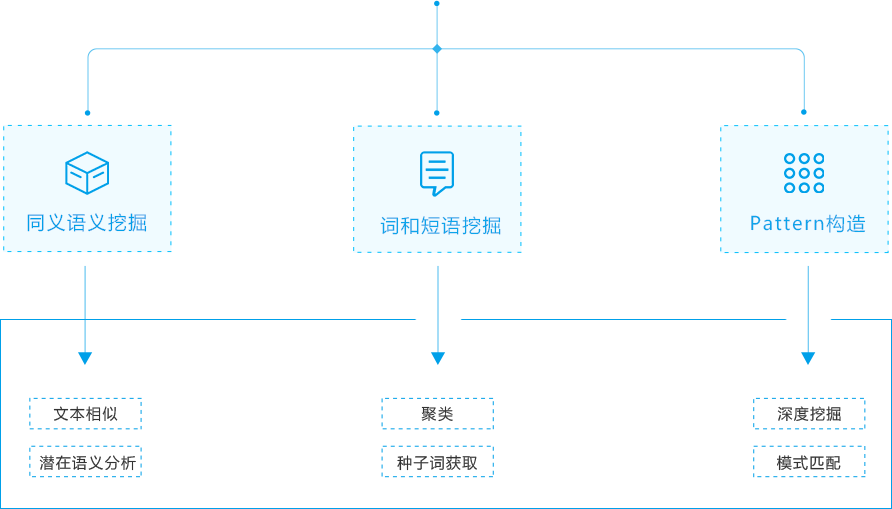 同义语义挖掘
词和短语挖掘
Pattern构造
文本相似
聚类
深度挖掘
潜在语义分析
种子词获取
模式匹配